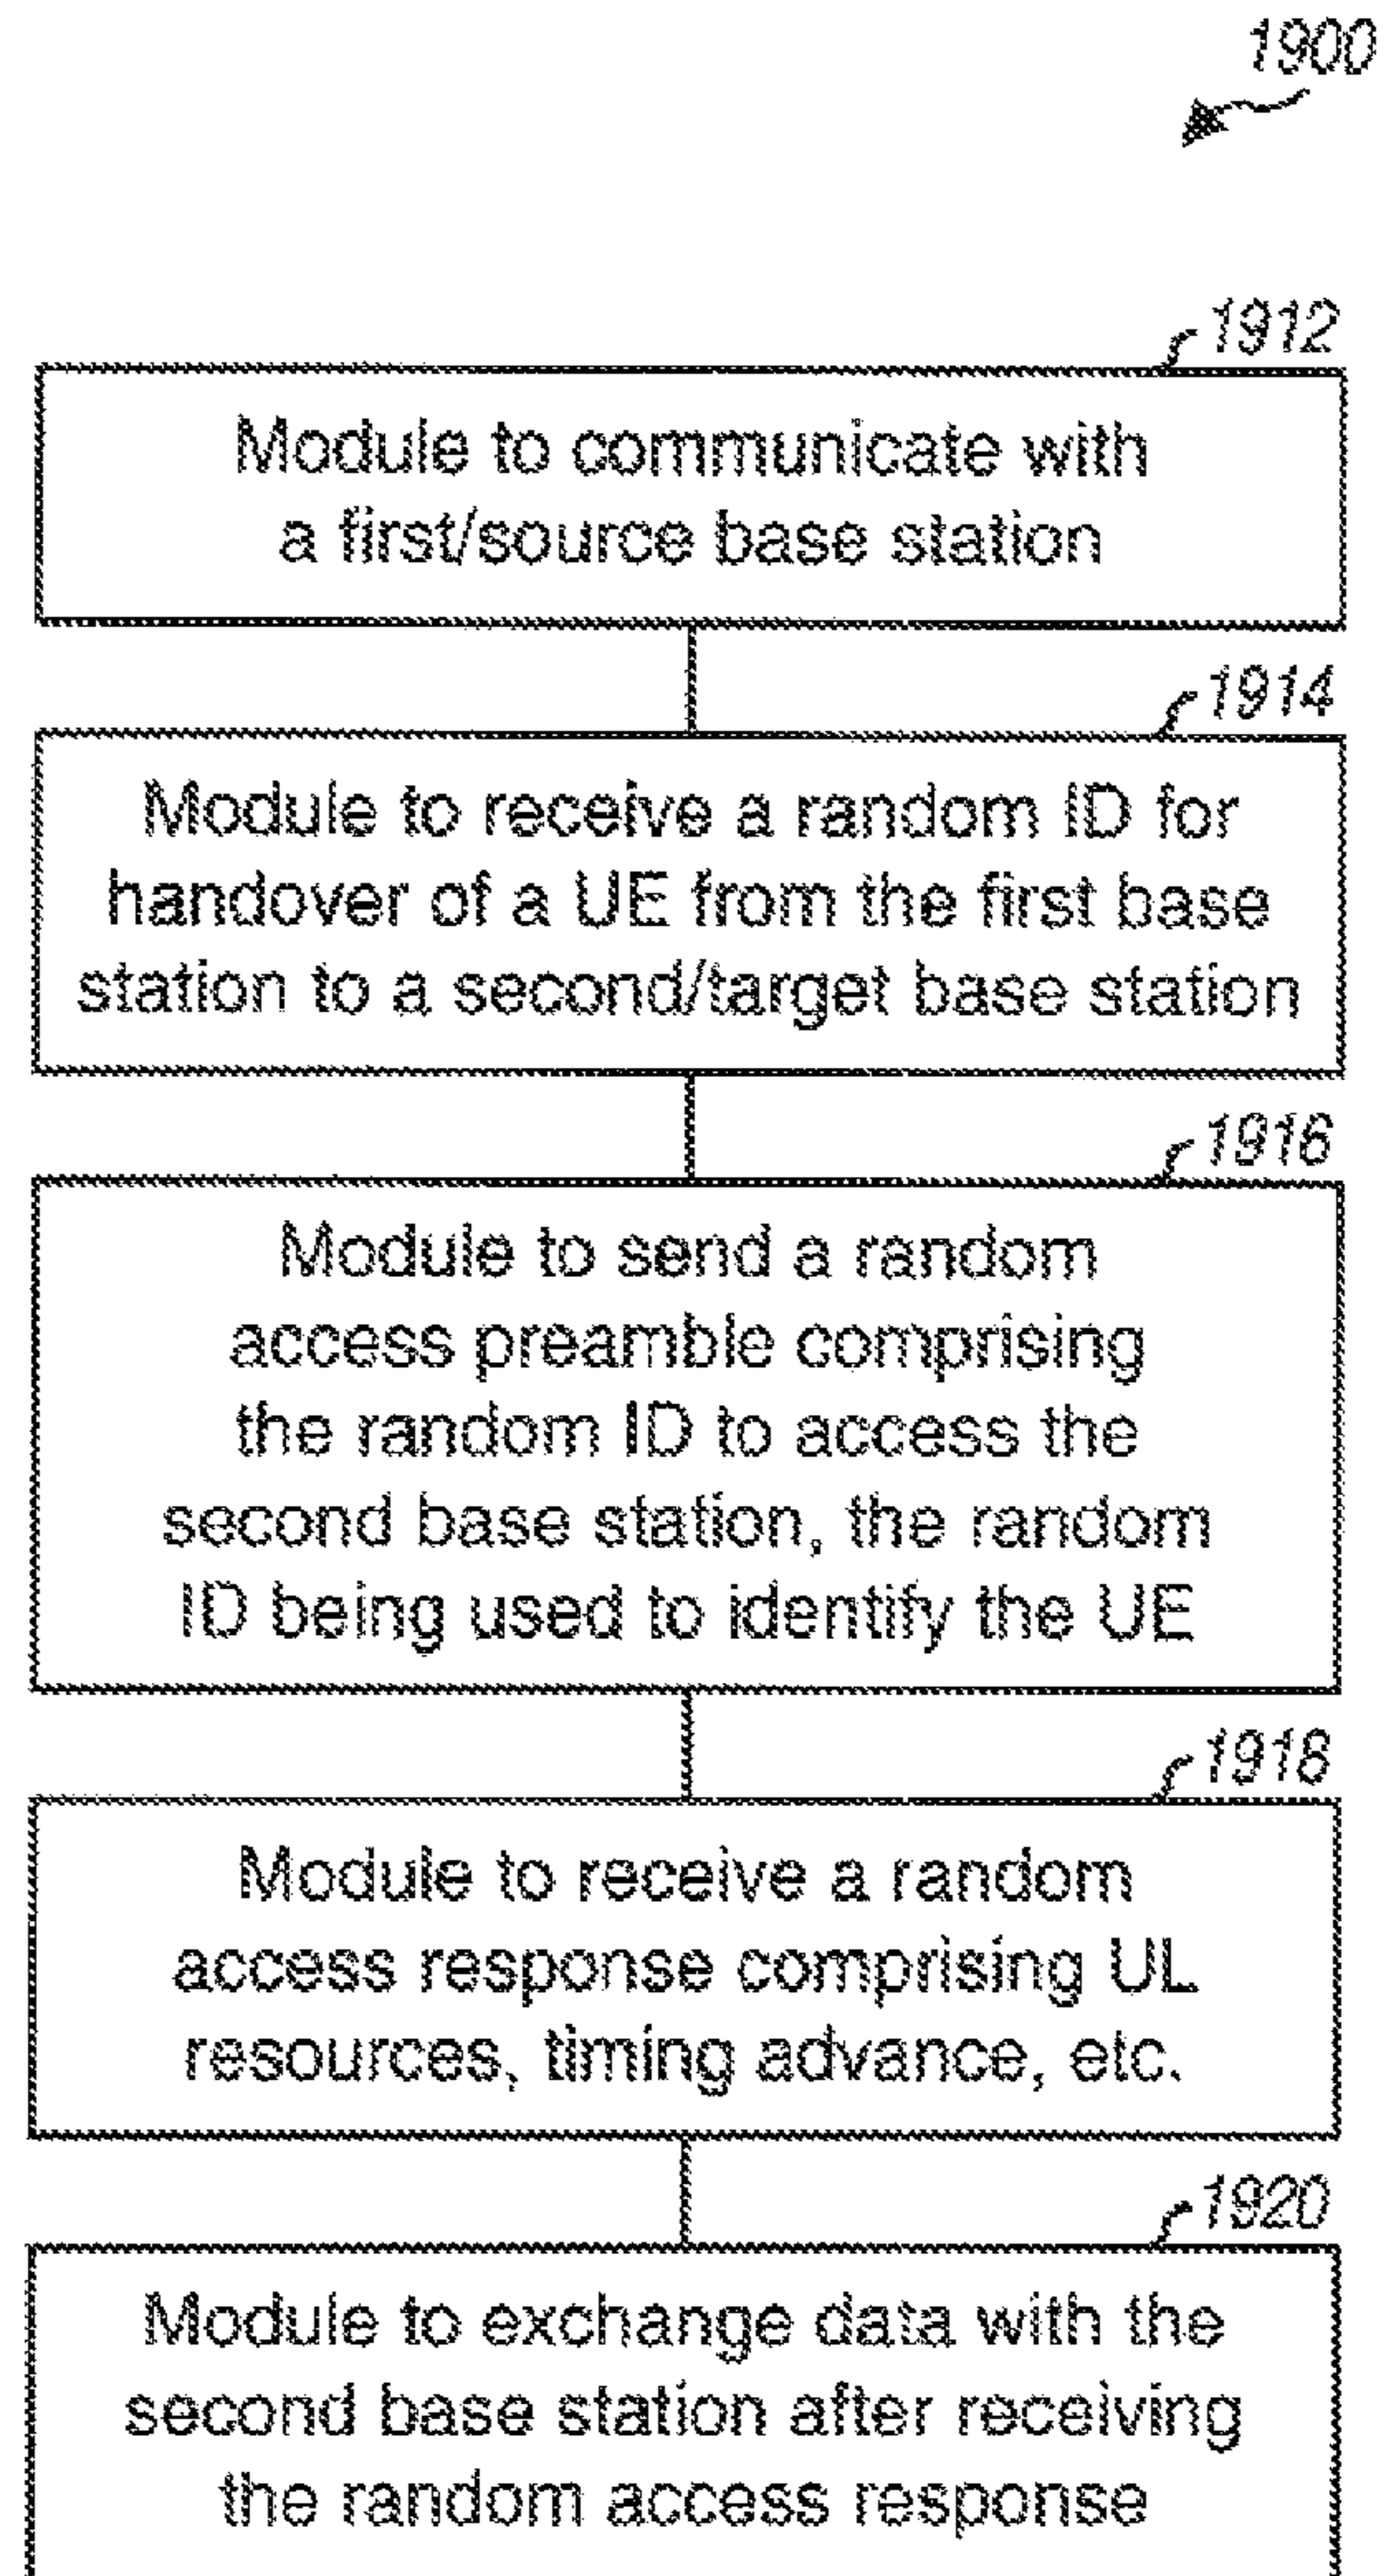 1900
1912
Module to communicate with
a first/source base station
1914
Module to receive a random ID for
handover of a UE from the first base
station to a second/target base station
1916
Module to send a random
access preamble comprising
the random ID to access the
second base station, the random
ID being used to identify the UE
1918
Module to receive a random
access response comprising UL
resources, timing advance, etc.
1920
Module to exchange data with the
second base station after receiving
the random access response